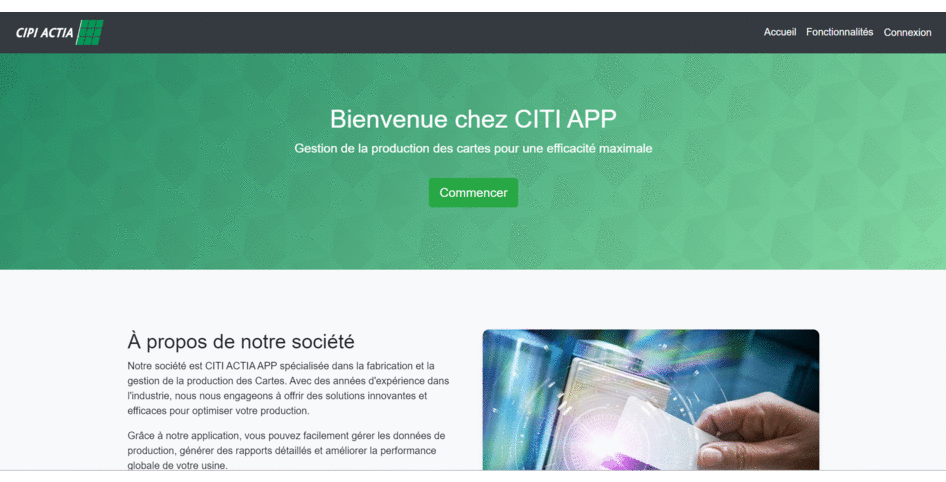 CIPI ACTIA
Accueil Fonctionnalités Connexion
Bienvenue chez CITI APP
Gestion de la production des cartes pour une efficacité maximale
Commencer
À propos de notre société
Notre société est CITI ACTIA APP spécialisée dans la fabrication et la
gestion de la production des Cartes. Avec des années d'expérience dans
l'industrie, nous nous engageons à offrir des solutions innovantes et
efficaces pour optimiser votre production.
Grâce à notre application, vous pouvez facilement gérer les données de
production, générer des rapports détaillés et améliorer la performance
globale de votre usine.